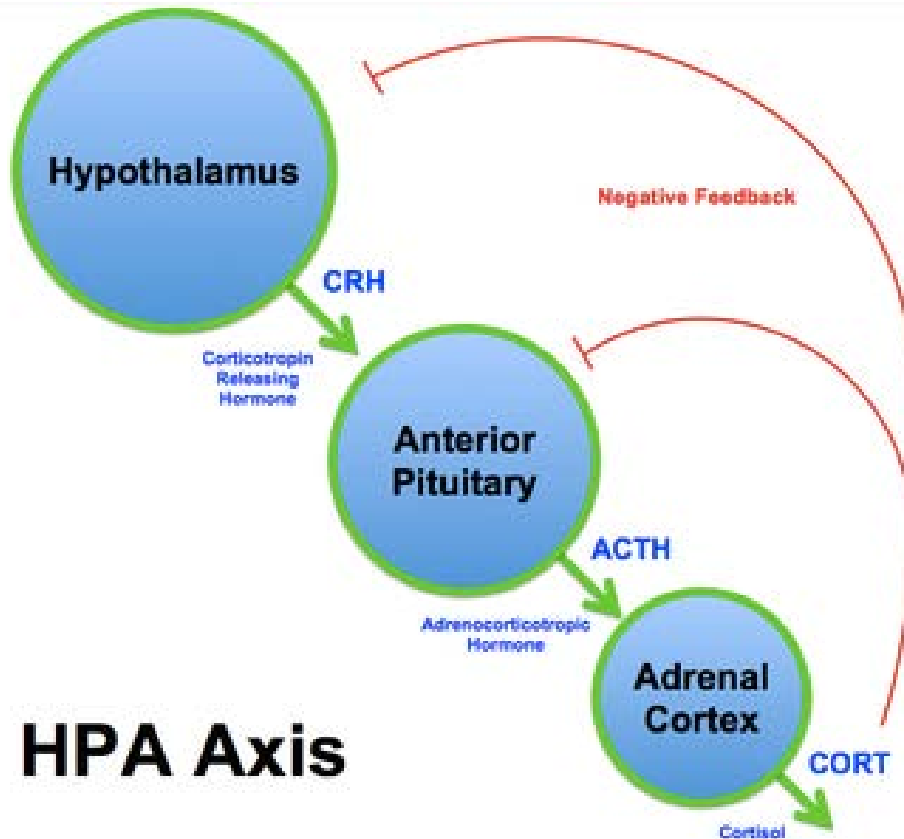 Hypothalamus
Negative Feedback
CRH
Corticotropin
Releasing
Hormone
Anterior
Pituitary
ACTH
Adrenocorticotropic
Hormone
Adrenal
Cortex
HPA Axis
CORT
Cortisol